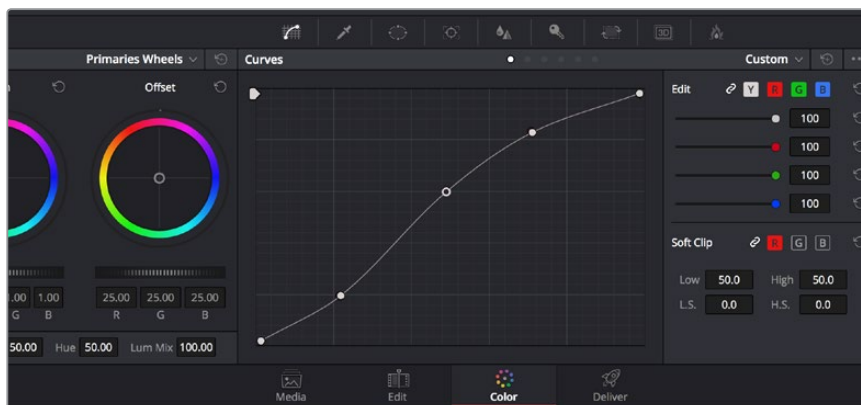 3D
Primaries Wheels
Curves
Custom
Offset
Edit
Y R G B
100
100
100
100
Soft Clip
R G B
Low 50.0 High 50.0
L.S. 0.0 H.S. 0.0
1.00 25.00 25.00 25.00
G B R G B
50.00 Hue 50.00 Lum Mix 100.00
Media
Edit
Color
Deliver